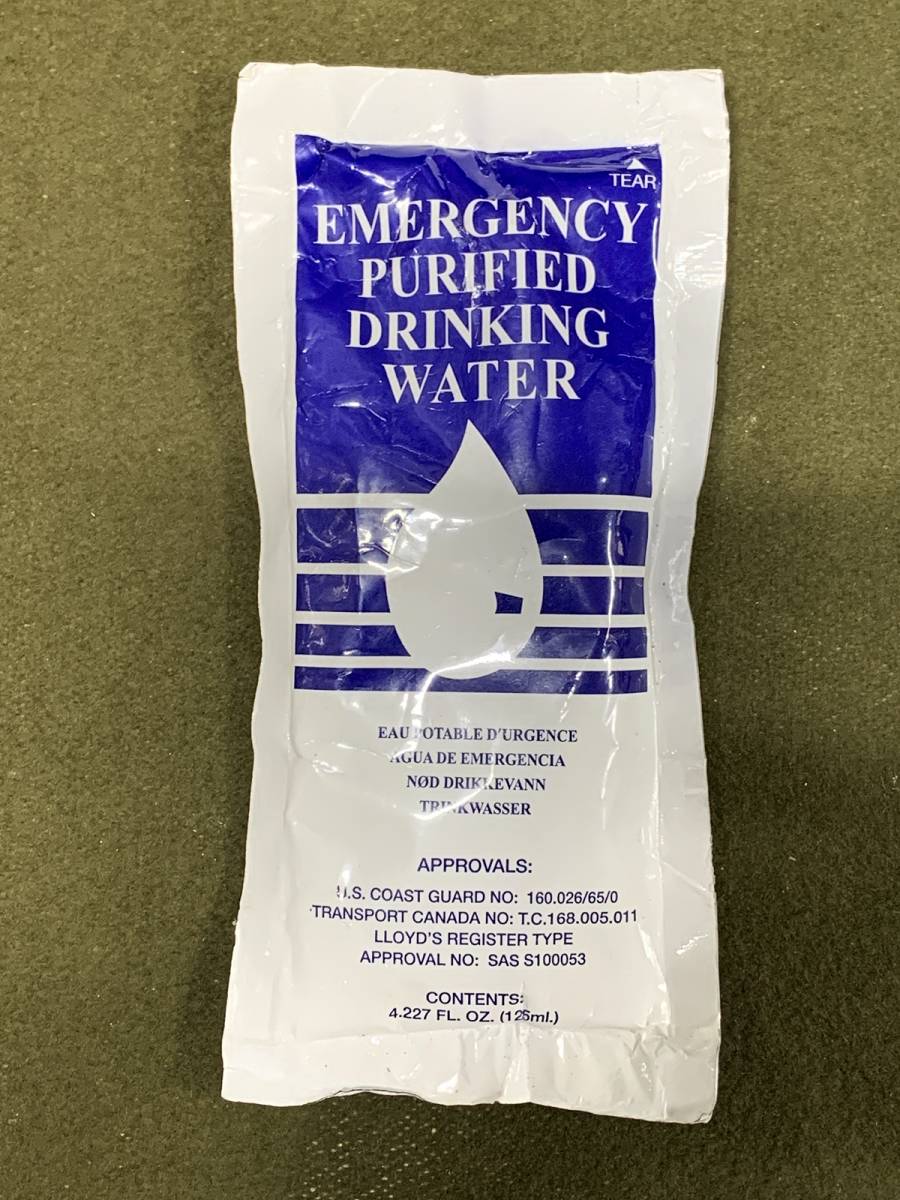 TEAR
EMERGENCY
PURIFIED
DRINKING
WATER
EAU POTABLE D'URGENCE
AGUA DE EMERGENCIA
NØD DRIKKEVANN
TRINKWASSER
APPROVALS:
U.S. COAST GUARD NO: 160.026/65/0
TRANSPORT CANADA NO: T.C.168.005.011
LLOYD'S REGISTER TYPE
APPROVAL NO: SAS S100053
CONTENTS:
4.227 FL. OZ. (125ml.)